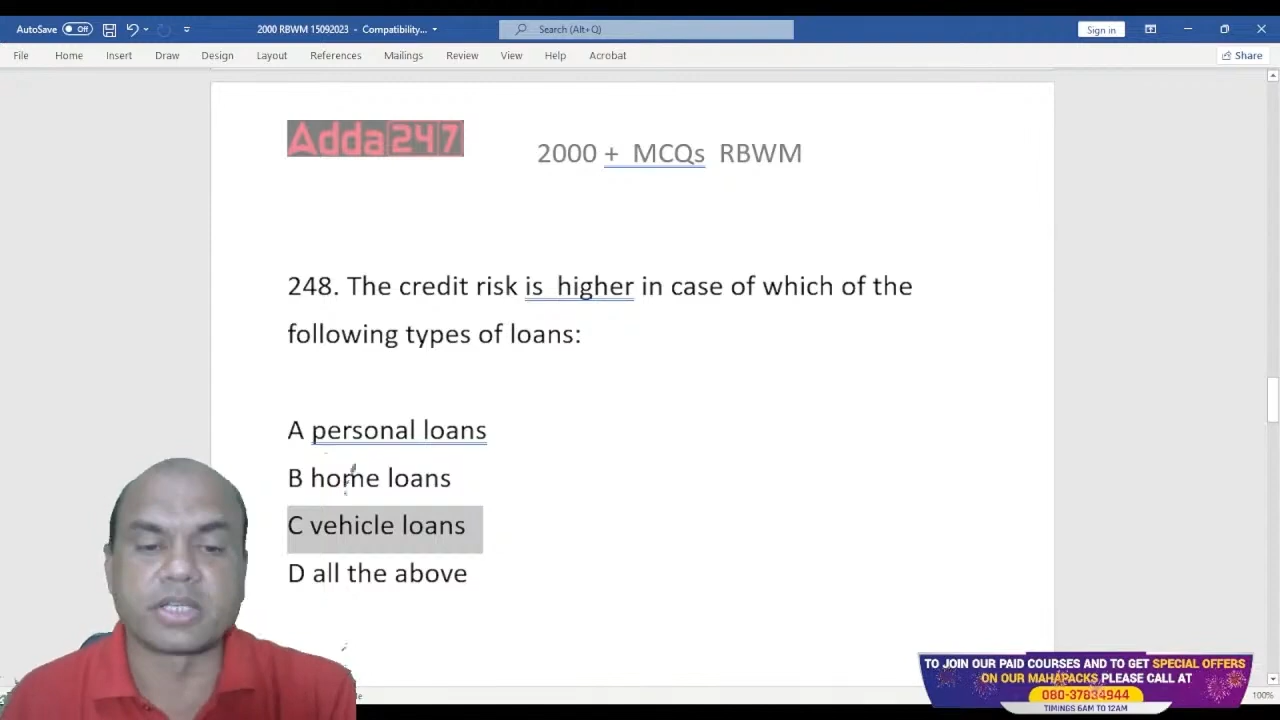 AutoSave Off 2000 RBWM 15092023 - Compatibility... Search (Alt+Q) Sign in
File Home Insert Draw Design Layout References Mailings Review View Help Acrobat Share
Adda247
2000 + MCQs RBWM
248. The credit risk is higher in case of which of the
following types of loans:
A personal loans
B home loans
C vehicle loans
D all the above
TO JOIN OUR PAID COURSES AND TO GET SPECIAL OFFERS
ON OUR MAHAPACKS PLEASE CALL AT
080-37834944
TIMINGS 6AM TO 12AM
100%